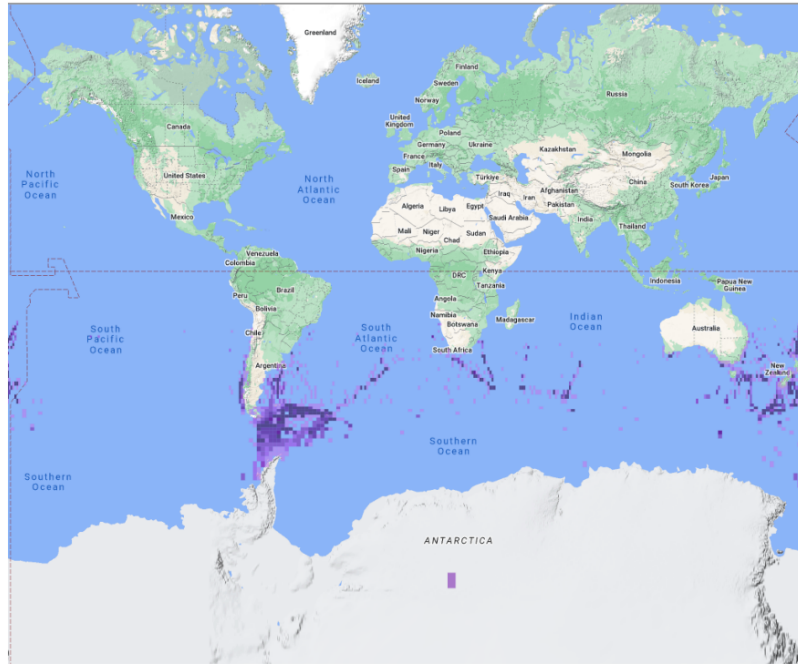 Greenland
Iceland
Finland
Sweden
Norway
Russia
United
Kingdom
Canada
Poland
Germany
Ukraine
Kazakhstan
France
Mongolia
Italy
Spain
North
Pacific
Ocean
United States
North
Atlantic
Ocean
Türkiye
China
Japan
South Korea
Iraq
Iran
Afghanistan
Pakistan
Algeria
Libya
Egypt
Saudi Arabia
Mexico
India
Mali
Niger
Chad
Sudan
Thailand
Venezuela
Nigeria
Ethiopia
Colombia
DRC
Kenya
Indonesia
Papua New
Guinea
Peru
Brazil
Tanzania
Angola
Bolivia
Namibia
Botswana
Madagascar
Indian
Ocean
South
Pacific
Ocean
South
Atlantic
Ocean
Chile
Australia
South Africa
Argentina
New
Zealand
Southern
Ocean
Southern
Ocean
ANTARCTICA